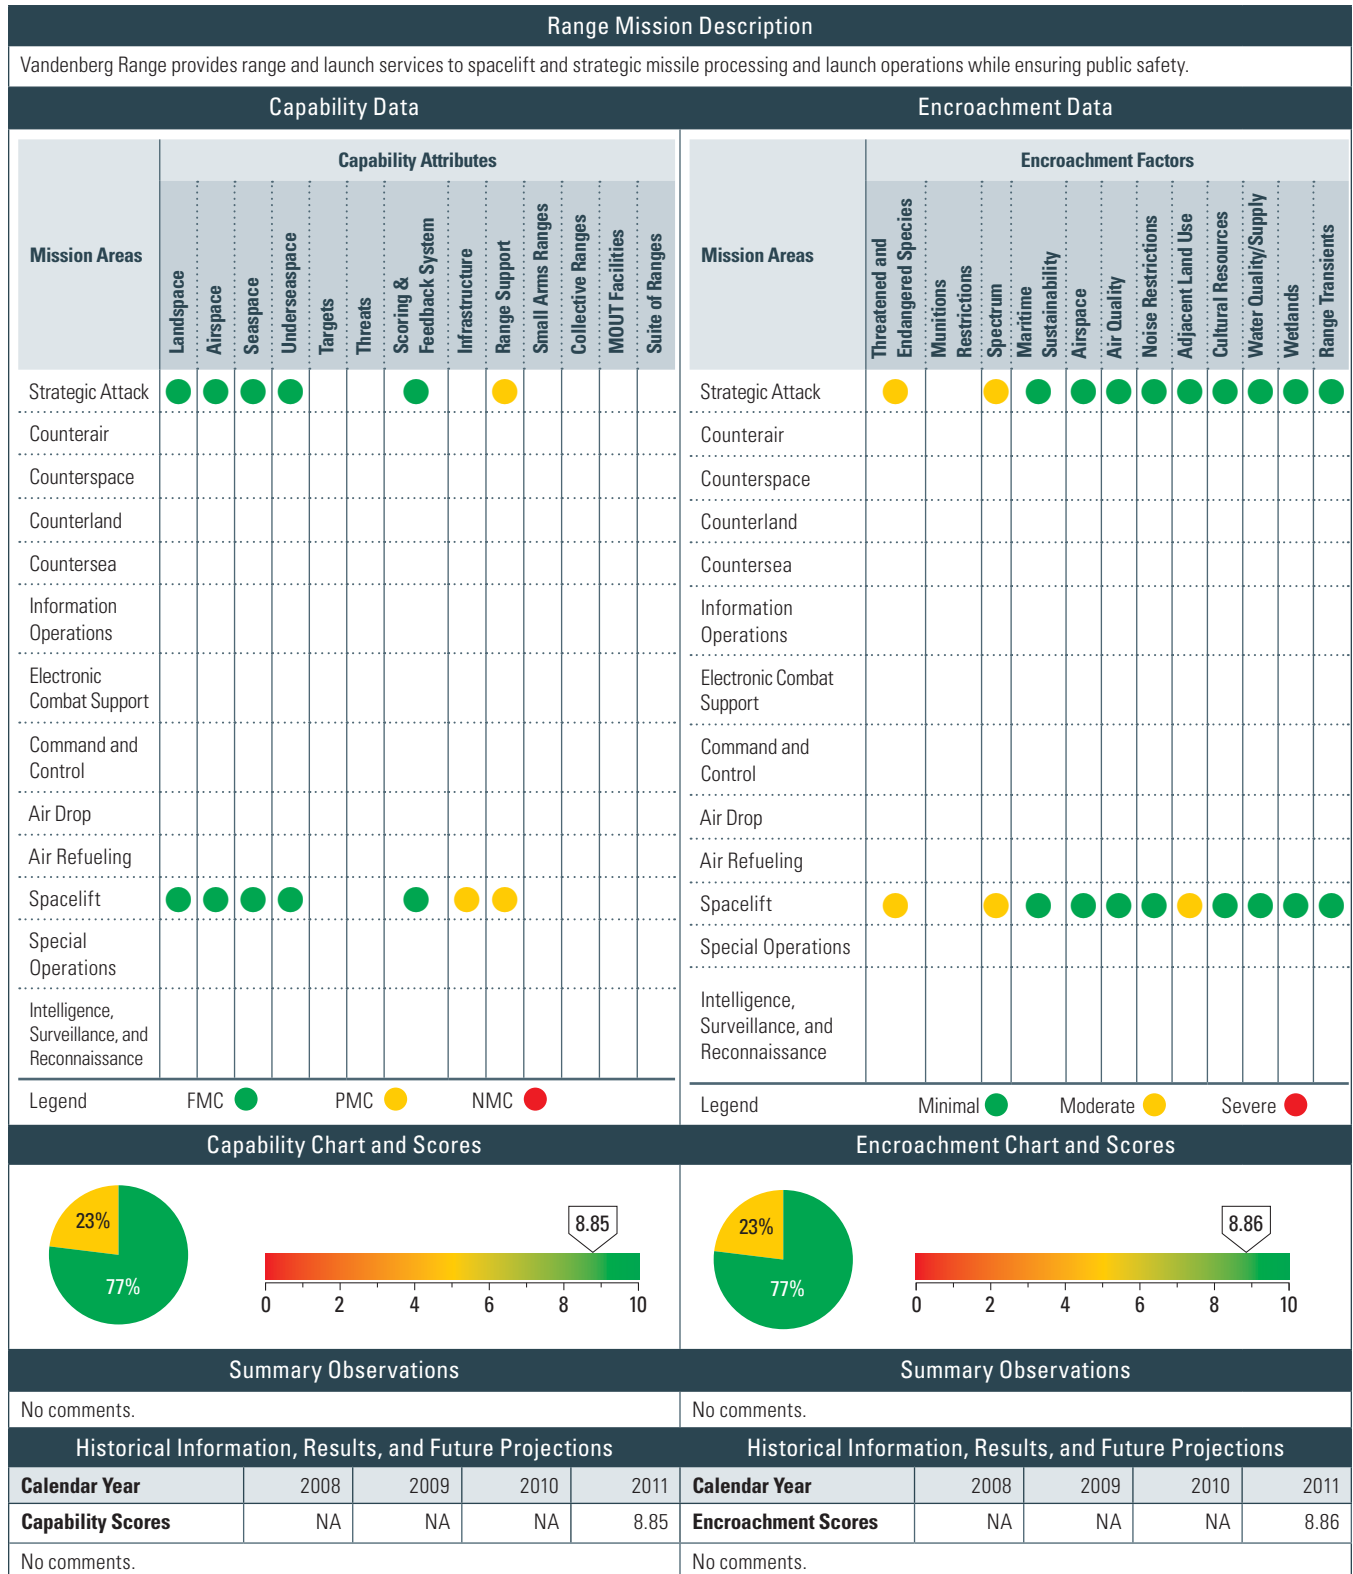 Range Mission Description
Vandenberg Range provides range and launch services to spacelift and strategic missile processing and launch operations while ensuring public safety.
Capability Data
Mission Areas
Capability Attributes
Landspace
Airspace
Seaspace
Underseaspace
Targets
Threats
Scoring &
Feedback System
Infrastructure
Range Support
Small Arms Ranges
Collective Ranges
MOUT Facilities
Suite of Ranges
Strategic Attack
Counterair
Counterspace
Counterland
Countersea
Information
Operations
Electronic
Combat Support
Command and
Control
Air Drop
Air Refueling
Spacelift
Special
Operations
Intelligence,
Surveillance, and
Reconnaissance
Legend FMC PMC NMC
Encroachment Data
Mission Areas
Encroachment Factors
Threatened and
Endangered Species
Munitions
Restrictions
Spectrum
Maritime
Sustainability
Airspace
Air Quality
Noise Restrictions
Adjacent Land Use
Cultural Resources
Water Quality/Supply
Wetlands
Range Transients
Strategic Attack
Counterair
Counterspace
Counterland
Countersea
Information
Operations
Electronic Combat
Support
Command and
Control
Air Drop
Air Refueling
Spacelift
Special Operations
Intelligence,
Surveillance, and
Reconnaissance
Legend Minimal Moderate Severe
Capability Chart and Scores
23%
77%
8.85
0 2 4 6 8 10
Encroachment Chart and Scores
23%
77%
8.86
0 2 4 6 8 10
Summary Observations
No comments.
Summary Observations
No comments.
Historical Information, Results, and Future Projections
Calendar Year 2008 2009 2010 2011
Capability Scores NA NA NA 8.85
No comments.
Historical Information, Results, and Future Projections
Calendar Year 2008 2009 2010 2011
Encroachment Scores NA NA NA 8.86
No comments.